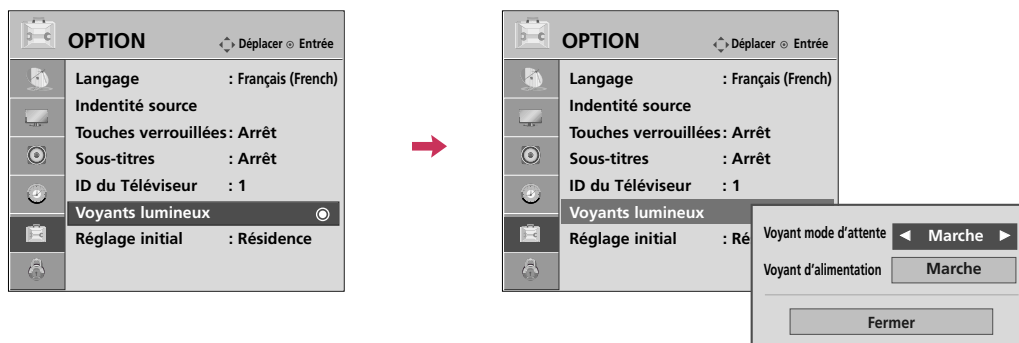 OPTION Déplacer Entrée
Langage : Français (French)
Indentité source
Touches verrouillées : Arrêt
Sous-titres : Arrêt
ID du Téléviseur : 1
Voyants lumineux
Réglage initial : Résidence
OPTION Déplacer Entrée
Langage : Français (French)
Indentité source
Touches verrouillées : Arrêt
Sous-titres : Arrêt
ID du Téléviseur : 1
Voyants lumineux
Réglage initial : Ré
Voyant mode d'attente ◄ Marche ►
Voyant d'alimentation Marche
Fermer